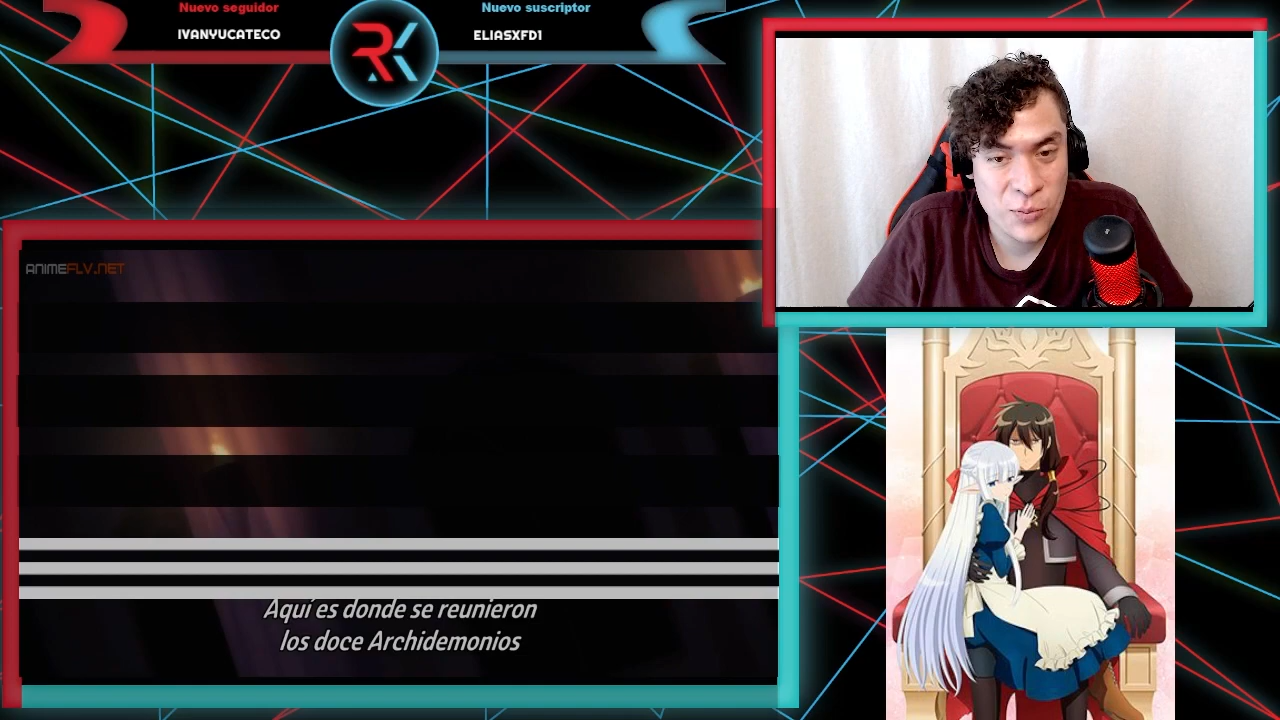 Nuevo seguidor
IVANYUCATECO
RK
Nuevo suscriptor
ELIASXFD1
ANIMEFLV.NET
Aquí es donde se reunieron
los doce Archidemonios